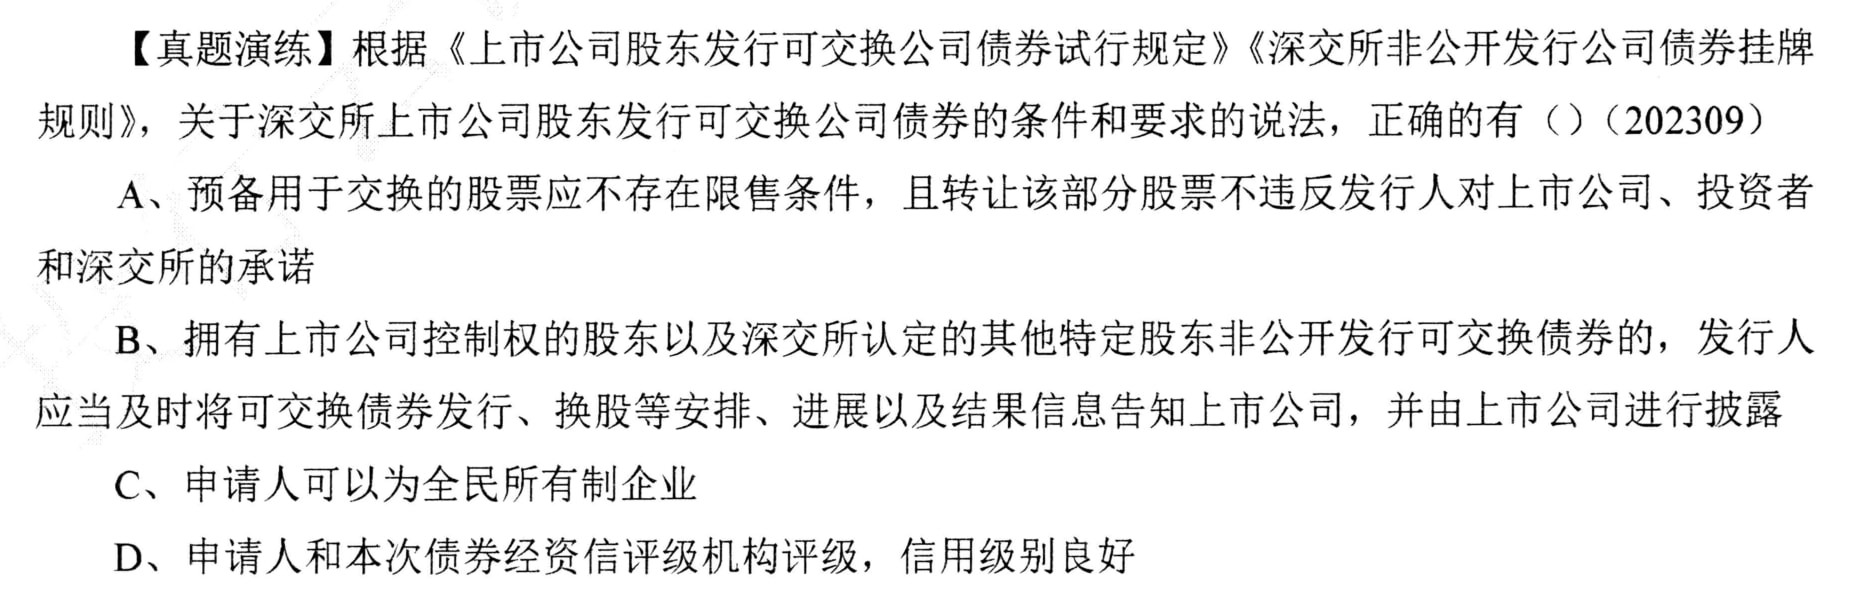 【真题演练】根据《上市公司股东发行可交换公司债券试行规定》《深交所非公开发行公司债券挂牌
规则》，关于深交所上市公司股东发行可交换公司债券的条件和要求的说法，正确的有（）（202309）
A、预备用于交换的股票应不存在限售条件，且转让该部分股票不违反发行人对上市公司、投资者
和深交所的承诺
B、拥有上市公司控制权的股东以及深交所认定的其他特定股东非公开发行可交换债券的，发行人
应当及时将可交换债券发行、换股等安排、进展以及结果信息告知上市公司，并由上市公司进行披露
C、申请人可以为全民所有制企业
D、申请人和本次债券经资信评级机构评级，信用级别良好